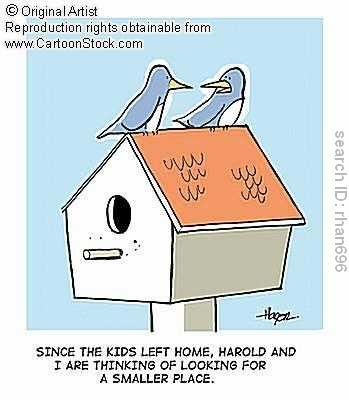 © Original Artist
Reproduction rights obtainable from
www.CartoonStock.com
search ID: rhan696
SINCE THE KIDS LEFT HOME, HAROLD AND
I ARE THINKING OF LOOKING FOR
A SMALLER PLACE.